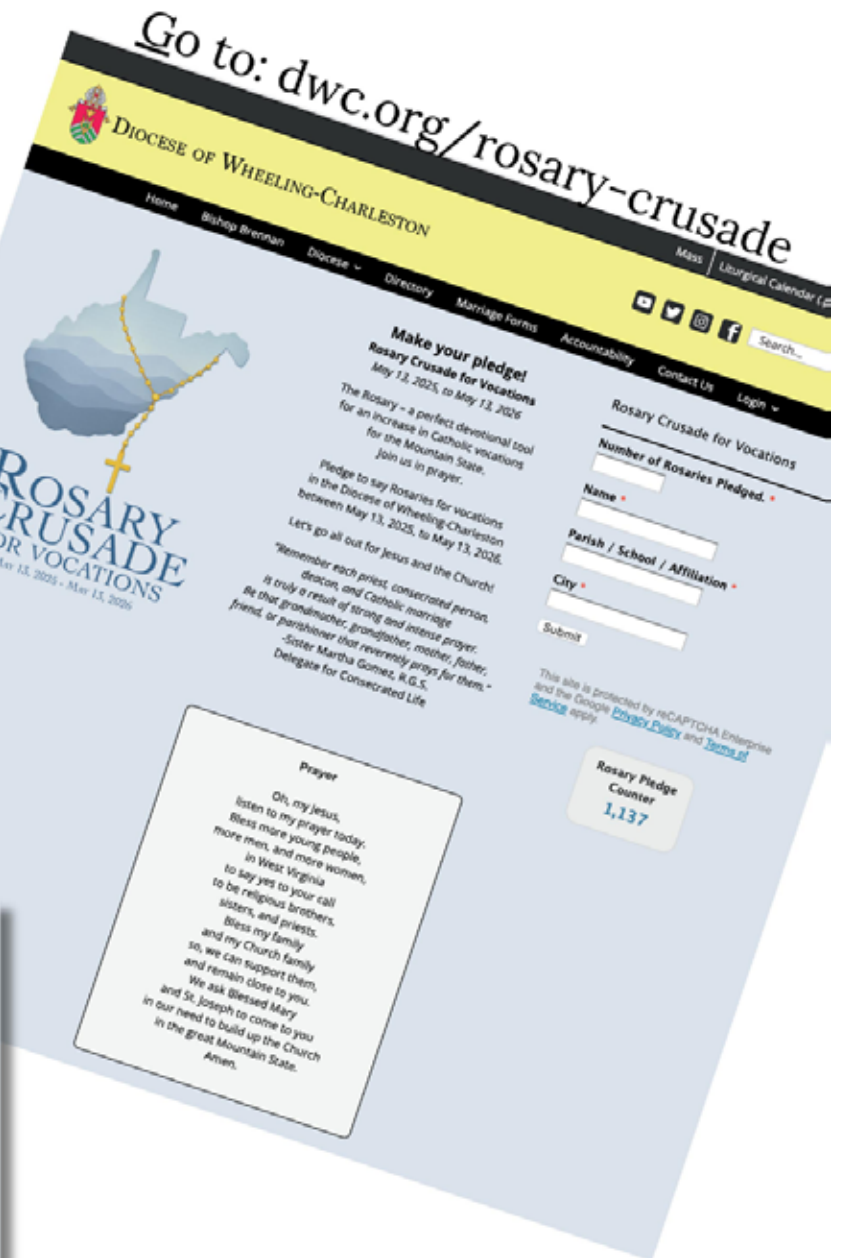 Go to: dwc.org/rosary-crusade
DIOCESE OF WHEELING-CHARLESTON
Mass | Liturgical Calendar
Search...
Home Bishop Brennan Diocese Directory Marriage Forms Accountability Contact Us Login
ROSARY
CRUSADE
FOR VOCATIONS
May 13, 2025 - May 13, 2026
Make your pledge!
Rosary Crusade for Vocations
May 13, 2025, to May 13, 2026
The Rosary – a perfect devotional tool
for an increase in Catholic vocations
for the Mountain State.
Join us in prayer.
Pledge to say Rosaries for vocations
in the Diocese of Wheeling-Charleston
between May 13, 2025, to May 13, 2026.
Let's go all out for Jesus and the Church!
"Remember each priest, consecrated person,
deacon, and Catholic marriage
is truly a result of strong and intense prayer.
Be that grandmother, grandfather, mother, father,
friend, or parishioner that reverently prays for them."
-Sister Martha Gomez, R.G.S.
Delegate for Consecrated Life
Rosary Crusade for Vocations
Number of Rosaries Pledged. *
Name *
Parish / School / Affiliation *
City *
Submit
This site is protected by reCAPTCHA Enterprise
and the Google Privacy Policy and Terms of
Service apply.
Rosary Pledge
Counter
1,137
Prayer
Oh, my Jesus,
listen to my prayer today.
Bless more young people,
more men, and more women,
in West Virginia
to say yes to your call
to be religious brothers,
sisters, and priests.
Bless my family
and my Church family
so, we can support them,
and remain close to you.
We ask Blessed Mary
and St. Joseph to come to you
in our need to build up the Church
in the great Mountain State.
Amen.